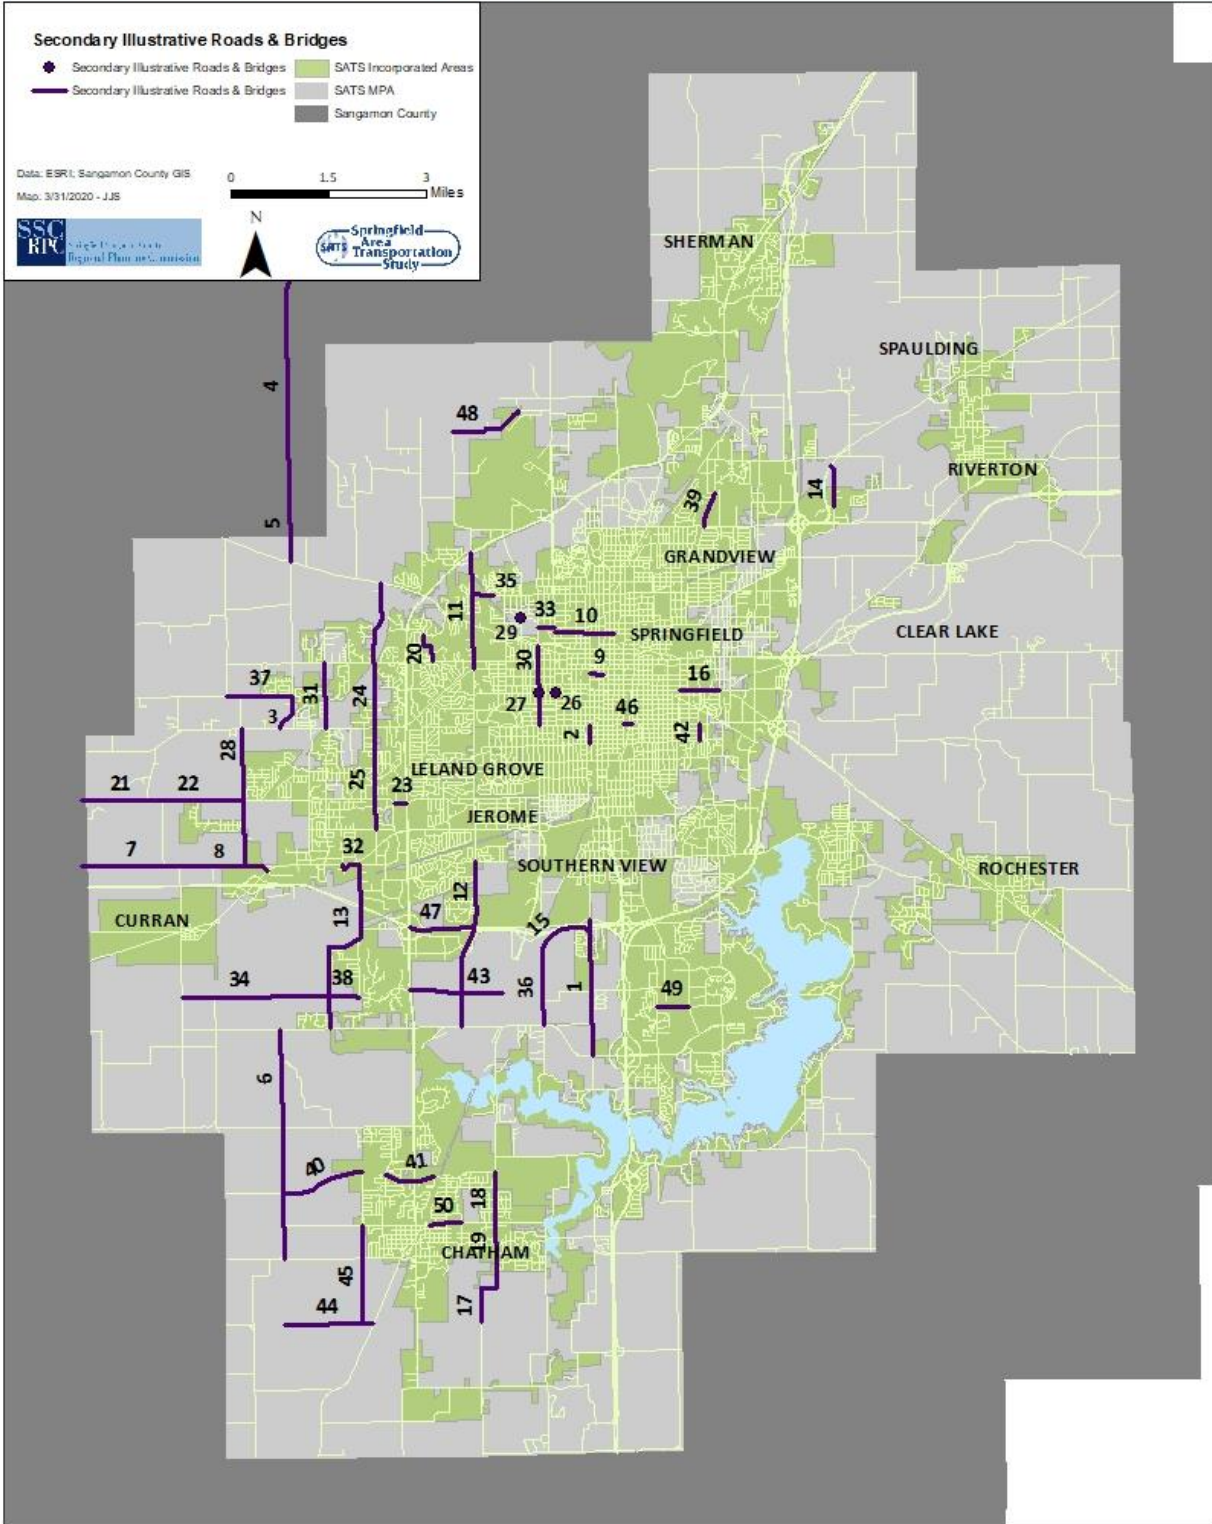 Secondary Illustrative Roads & Bridges
Secondary Illustrative Roads & Bridges SATS Incorporated Areas
Secondary Illustrative Roads & Bridges SATS MPA
Sangamon County
Data: ESRI, Sangamon County GIS
Map: 3/31/2020 - JJS
0 1.5 3
Miles
N
SSC
RPC
Regional Planning Commission
SATS
Springfield
Area
Transportation
Study
SHERMAN
4
SPAULDING
48
RIVERTON
14
39
5
GRANDVIEW
35
11
33 10
29
SPRINGFIELD
CLEAR LAKE
20
30
9
16
37
31
24
3
27 26
46
2
42
28
LELAND GROVE
21 22
25
23
JEROME
7 8
32
SOUTHERN VIEW
ROCHESTER
12
CURRAN
13
47
15
34
38
43
36
1
49
6
40
41
18
50
19
CHATHAM
45
44
17